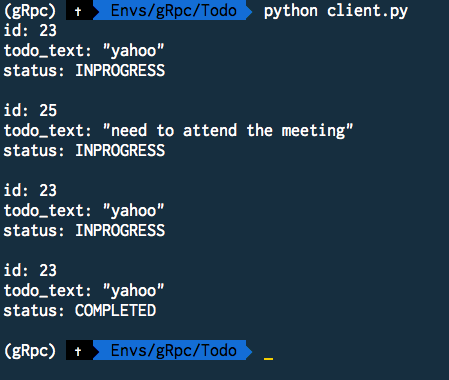 (gRpc) ✝ Envs/gRpc/Todo python client.py
id: 23
todo_text: "yahoo"
status: INPROGRESS
id: 25
todo_text: "need to attend the meeting"
status: INPROGRESS
id: 23
todo_text: "yahoo"
status: INPROGRESS
id: 23
todo_text: "yahoo"
status: COMPLETED
(gRpc) ✝ Envs/gRpc/Todo _